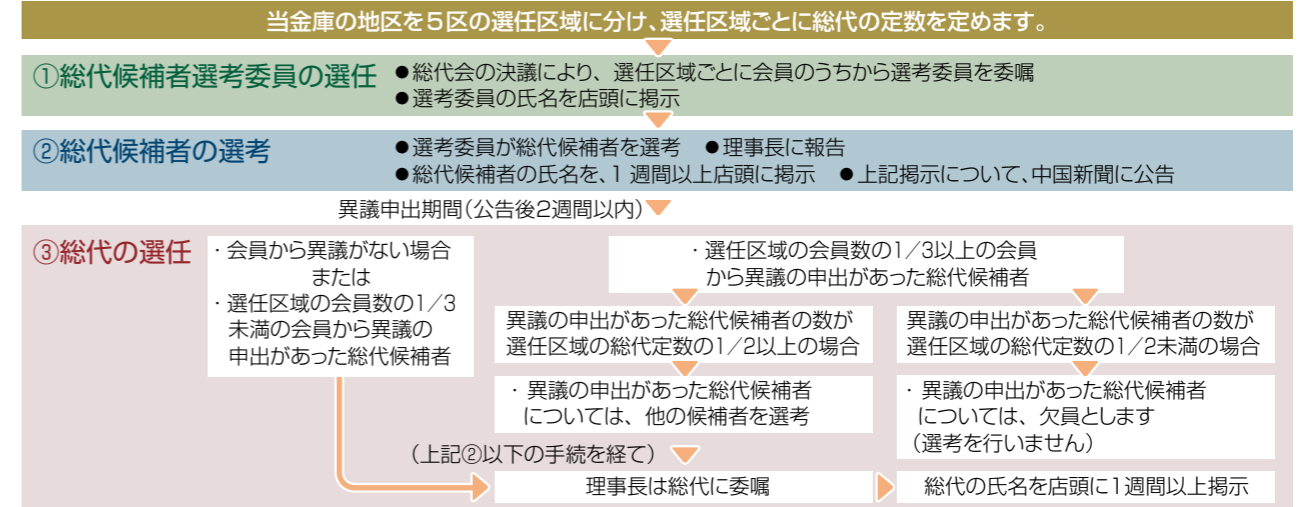 当金庫の地区を5区の選任区域に分け、選任区域ごとに総代の定数を定めます。
①総代候補者選考委員の選任
●総代会の決議により、選任区域ごとに会員のうちから選考委員を委嘱
●選考委員の氏名を店頭に掲示
②総代候補者の選考
●選考委員が総代候補者を選考 ●理事長に報告
●総代候補者の氏名を、1週間以上店頭に掲示 ●上記掲示について、中国新聞に公告
異議申出期間(公告後2週間以内)
③総代の選任
・会員から異議がない場合
または
・選任区域の会員数の1/3
未満の会員から異議の
申出があった総代候補者
・選任区域の会員数の1/3以上の会員
から異議の申出があった総代候補者
異議の申出があった総代候補者の数が
選任区域の総代定数の1/2以上の場合
・異議の申出があった総代候補者
については、他の候補者を選考
異議の申出があった総代候補者の数が
選任区域の総代定数の1/2未満の場合
・異議の申出があった総代候補者
については、欠員とします
(選考を行いません)
(上記②以下の手続を経て)
理事長は総代に委嘱
総代の氏名を店頭に1週間以上掲示